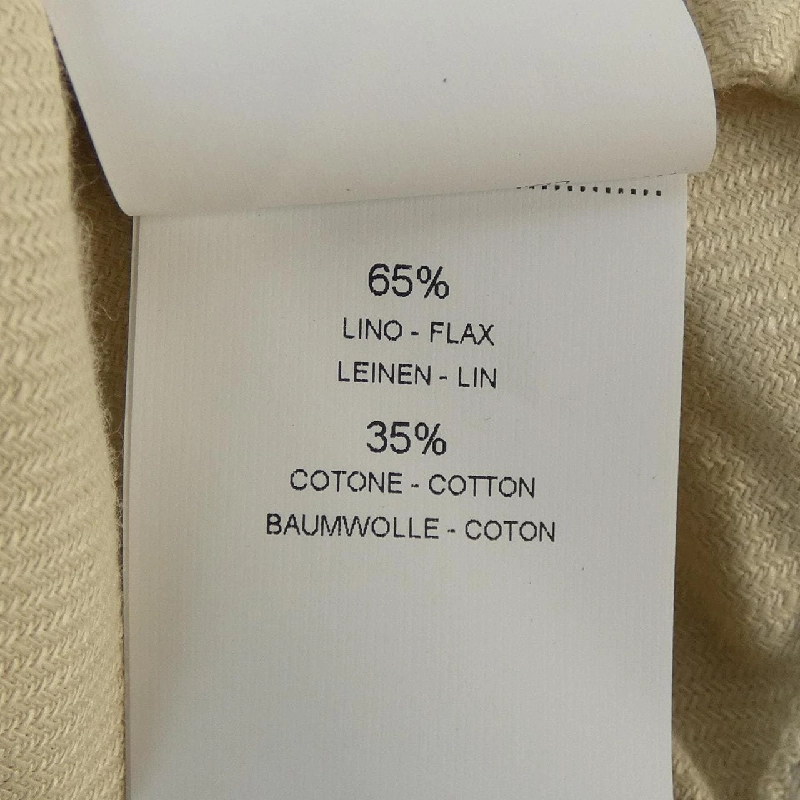 65%
LINO - FLAX
LEINEN - LIN
35%
COTONE - COTTON
BAUMWOLLE - COTON